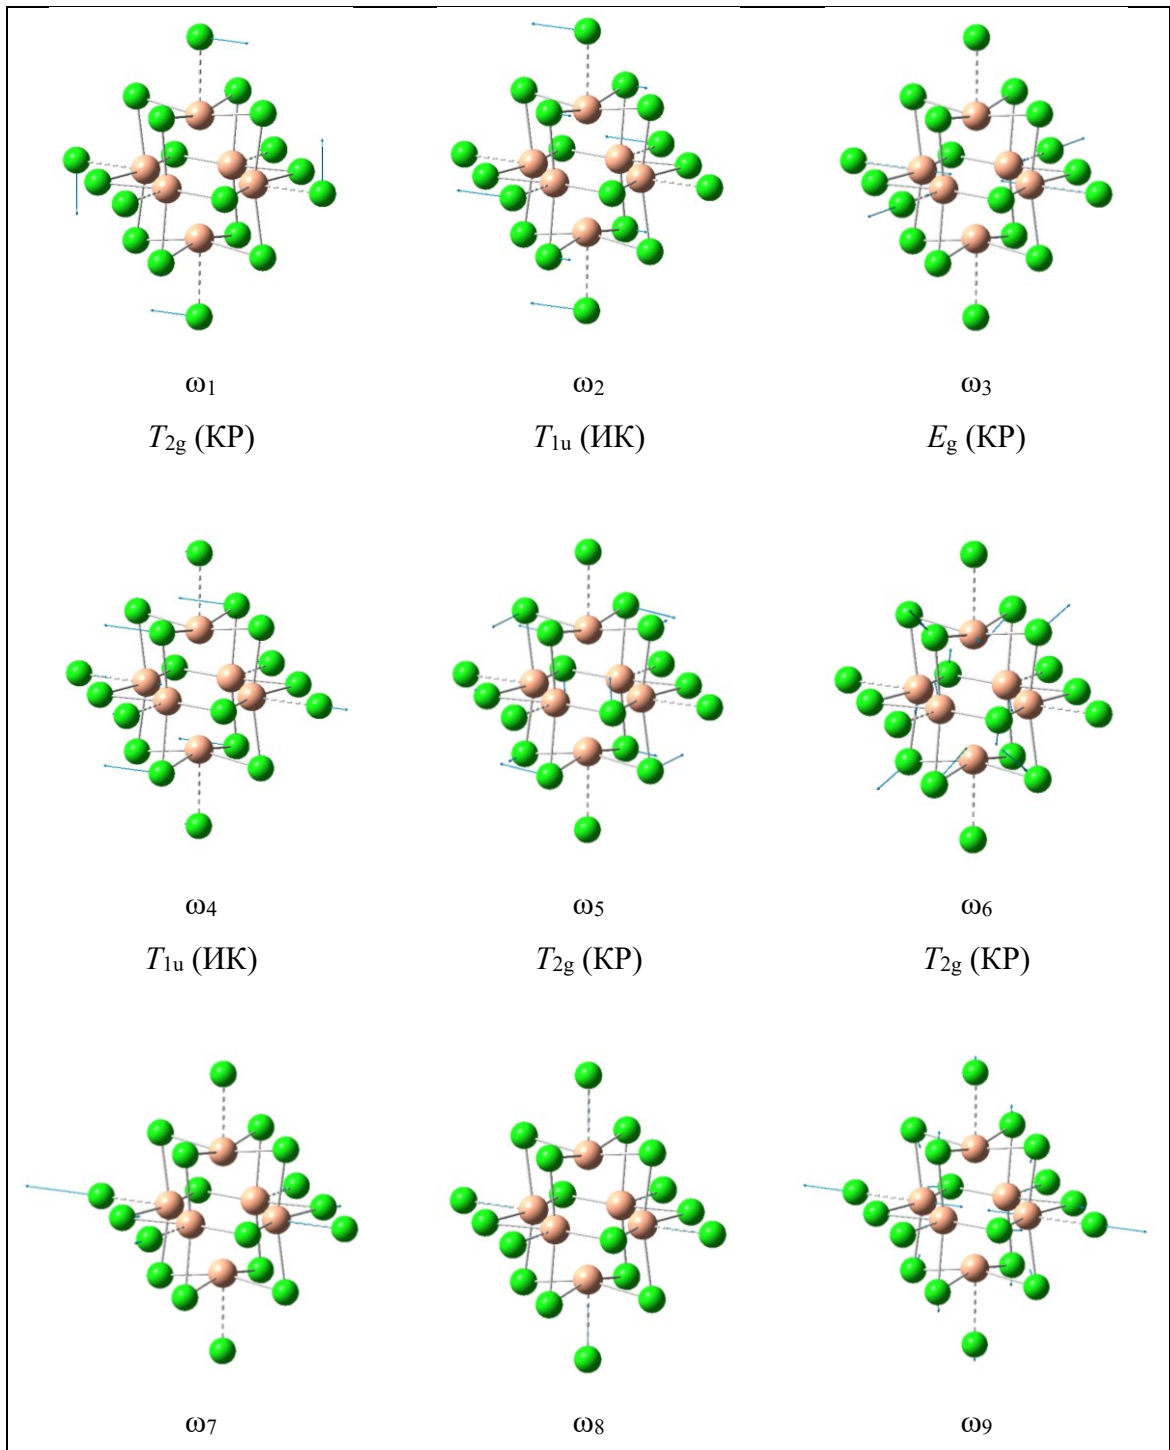 ω₁ ω₂ ω₃
T₂g (КР) T₁u (ИК) Eg (КР)
ω₄ ω₅ ω₆
T₁u (ИК) T₂g (КР) T₂g (КР)
ω₇ ω₈ ω₉